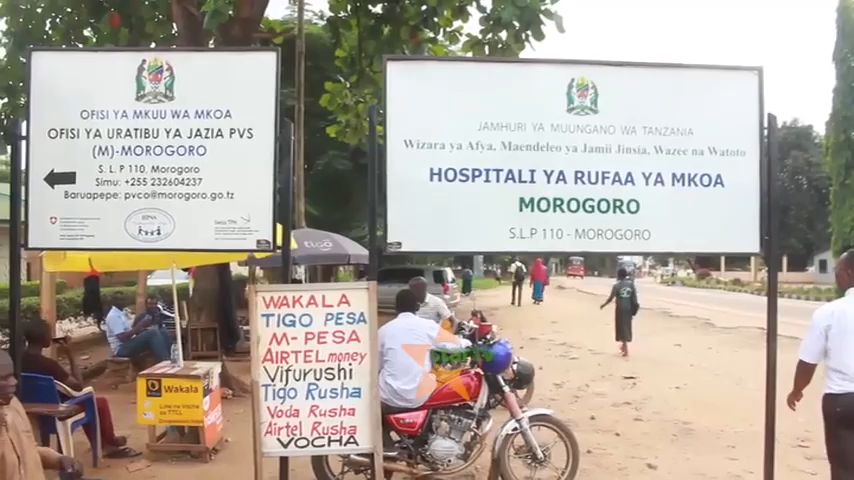 OFISI YA MKUU WA MKOA
OFISI YA URATIBU YA JAZIA PVS
(M)-MOROGORO
S. L. P 110, MOROGORO
Simu: +255 232604237
Baruapepe: pvco@morogoro.go.tz
JAMHURI YA MUUNGANO WA TANZANIA
Wizara ya Afya, Maendeleo ya Jamii Jinsia, Wazee na Watoto
HOSPITALI YA RUFAA YA MKOA
MOROGORO
S.L.P 110 - MOROGORO
tigo
WAKALA
TIGO PESA
M-PESA
AIRTEL money
Vifurushi
Tigo Rusha
Voda Rusha
Airtel Rusha
VOCHA
Wakala